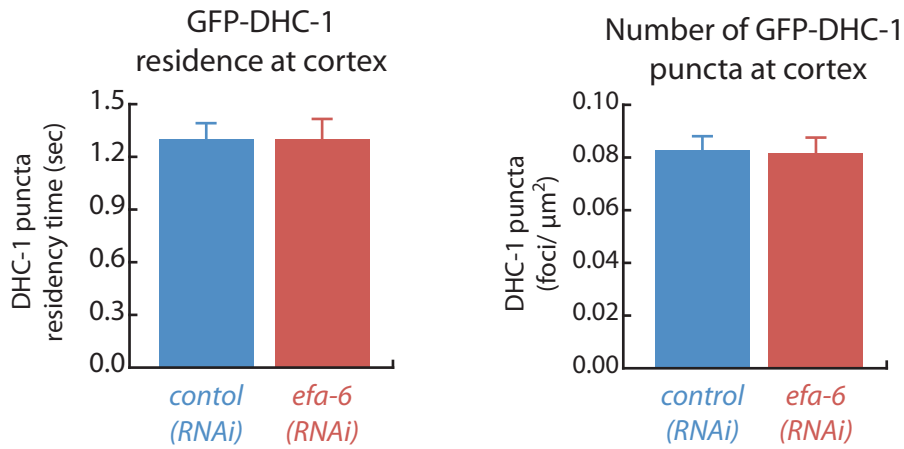 GFP-DHC-1
residence at cortex
DHC-1 puncta
residency time (sec)
1.5
1.2
0.9
0.6
0.3
0.0
contol
(RNAi)
efa-6
(RNAi)
Number of GFP-DHC-1
puncta at cortex
DHC-1 puncta
(foci/ µm²)
0.10
0.08
0.06
0.04
0.02
0.00
control
(RNAi)
efa-6
(RNAi)